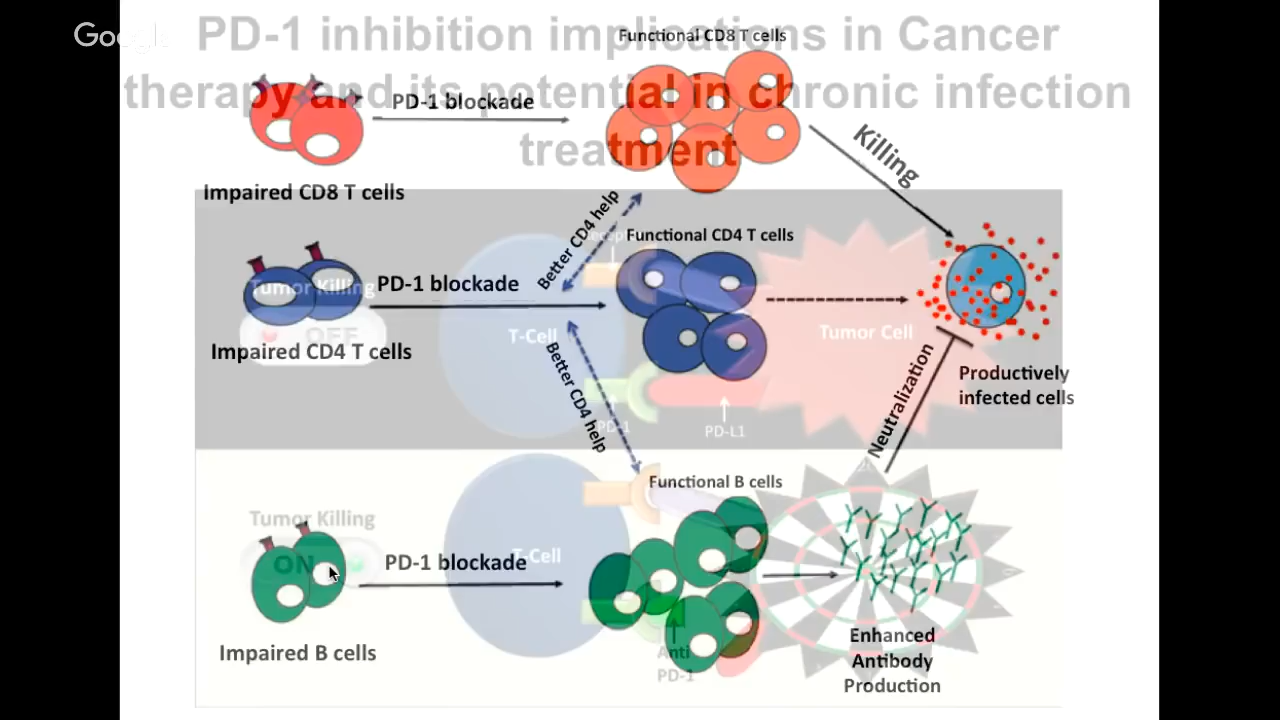 Google
PD-1 inhibition implications in Cancer
therapy and its potential in chronic infection
treatment
Functional CD8 T cells
PD-1 blockade
Killing
Impaired CD8 T cells
Better CD4 help
Functional CD4 T cells
PD-1 blockade
Tumor Killing
OFF
T-Cell
Tumor Cell
Impaired CD4 T cells
Better CD4 help
Neutralization
Productively
infected cells
PD-1
PD-L1
Functional B cells
Tumor Killing
ON
PD-1 blockade
T-Cell
Enhanced
Antibody
Production
Impaired B cells
Anti
PD-1